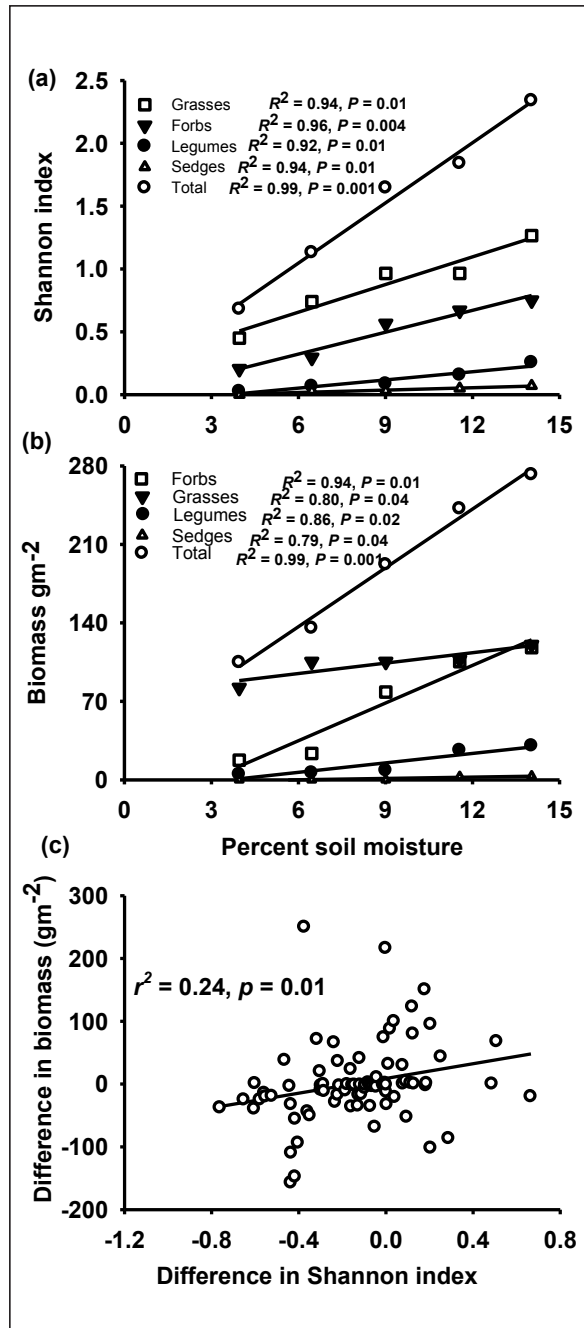 (a)
2.5
2.0
1.5
1.0
0.5
0.0
Shannon index
Grasses R² = 0.94, P = 0.01
Forbs R² = 0.96, P = 0.004
Legumes R² = 0.92, P = 0.01
Sedges R² = 0.94, P = 0.01
Total R² = 0.99, P = 0.001
0 3 6 9 12 15
(b)
280
210
140
70
0
Biomass gm-2
Forbs R² = 0.94, P = 0.01
Grasses R² = 0.80, P = 0.04
Legumes R² = 0.86, P = 0.02
Sedges R² = 0.79, P = 0.04
Total R² = 0.99, P = 0.001
0 3 6 9 12 15
Percent soil moisture
(c)
300
200
100
0
-100
-200
Difference in biomass (gm-2)
r² = 0.24, p = 0.01
-1.2 -0.8 -0.4 0.0 0.4 0.8
Difference in Shannon index